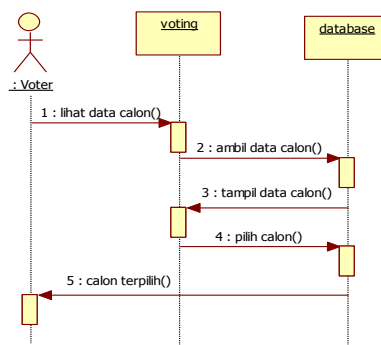 voting
database
: Voter
1 : lihat data calon()
2 : ambil data calon()
3 : tampil data calon()
4 : pilih calon()
5 : calon terpilih()